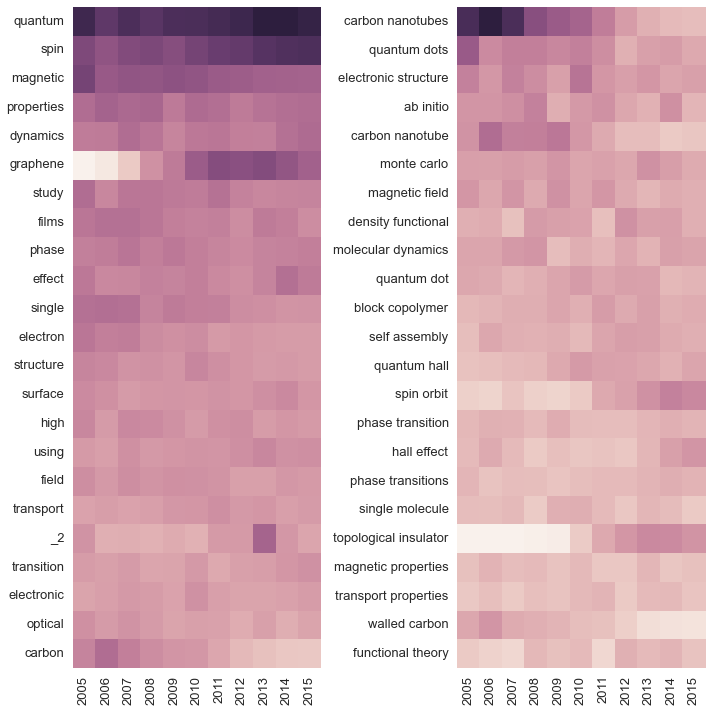 quantum
spin
magnetic
properties
dynamics
graphene
study
films
phase
effect
single
electron
structure
surface
high
using
field
transport
_2
transition
electronic
optical
carbon
2005 2006 2007 2008 2009 2010 2011 2012 2013 2014 2015
carbon nanotubes
quantum dots
electronic structure
ab initio
carbon nanotube
monte carlo
magnetic field
density functional
molecular dynamics
quantum dot
block copolymer
self assembly
quantum hall
spin orbit
phase transition
hall effect
phase transitions
single molecule
topological insulator
magnetic properties
transport properties
walled carbon
functional theory
2005 2006 2007 2008 2009 2010 2011 2012 2013 2014 2015